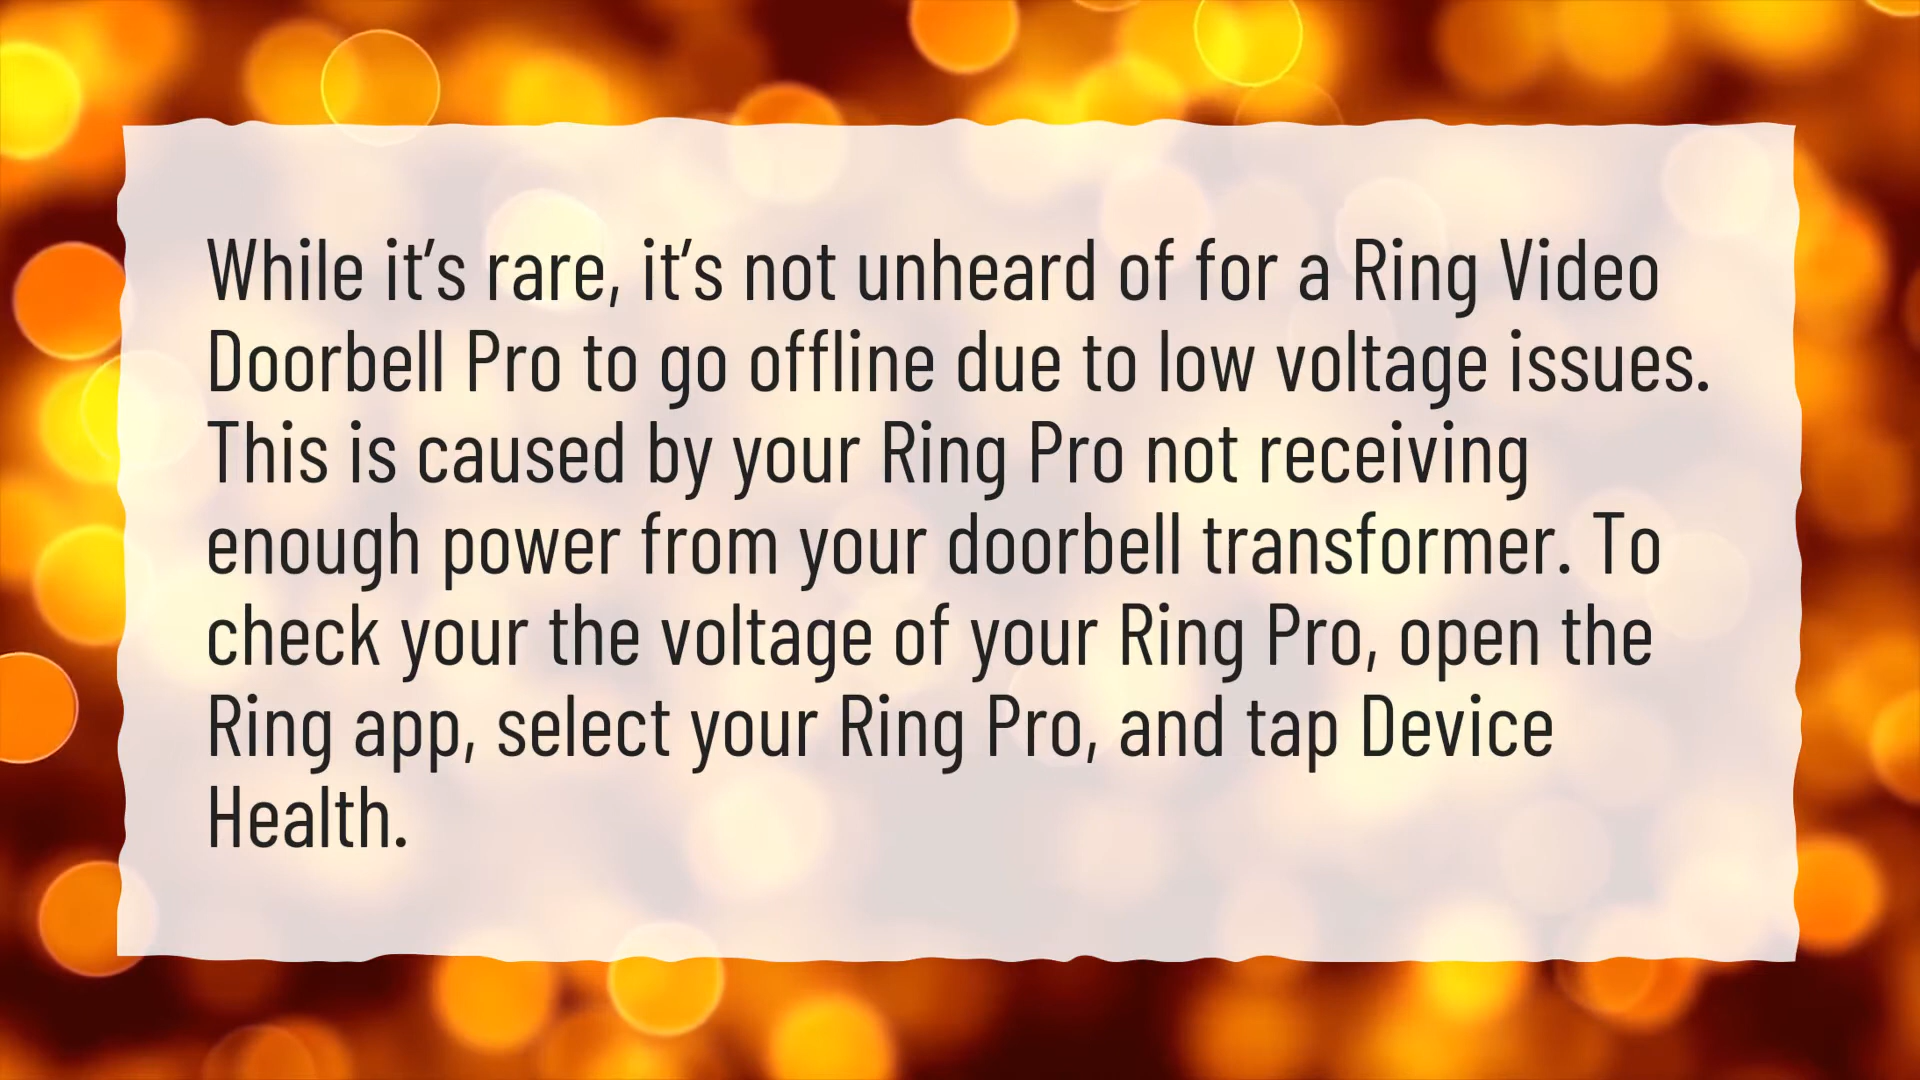 While it’s rare, it’s not unheard of for a Ring Video
Doorbell Pro to go offline due to low voltage issues.
This is caused by your Ring Pro not receiving
enough power from your doorbell transformer. To
check your the voltage of your Ring Pro, open the
Ring app, select your Ring Pro, and tap Device
Health.